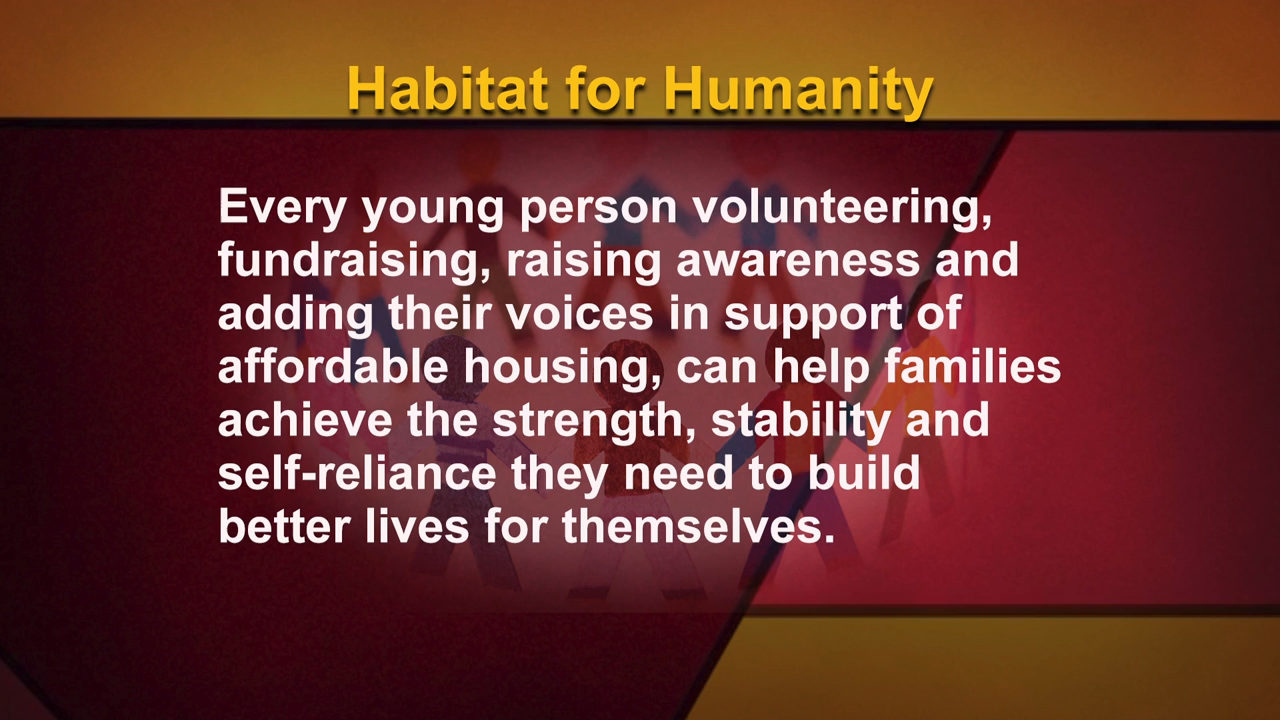 Habitat for Humanity
Every young person volunteering,
fundraising, raising awareness and
adding their voices in support of
affordable housing, can help families
achieve the strength, stability and
self-reliance they need to build
better lives for themselves.